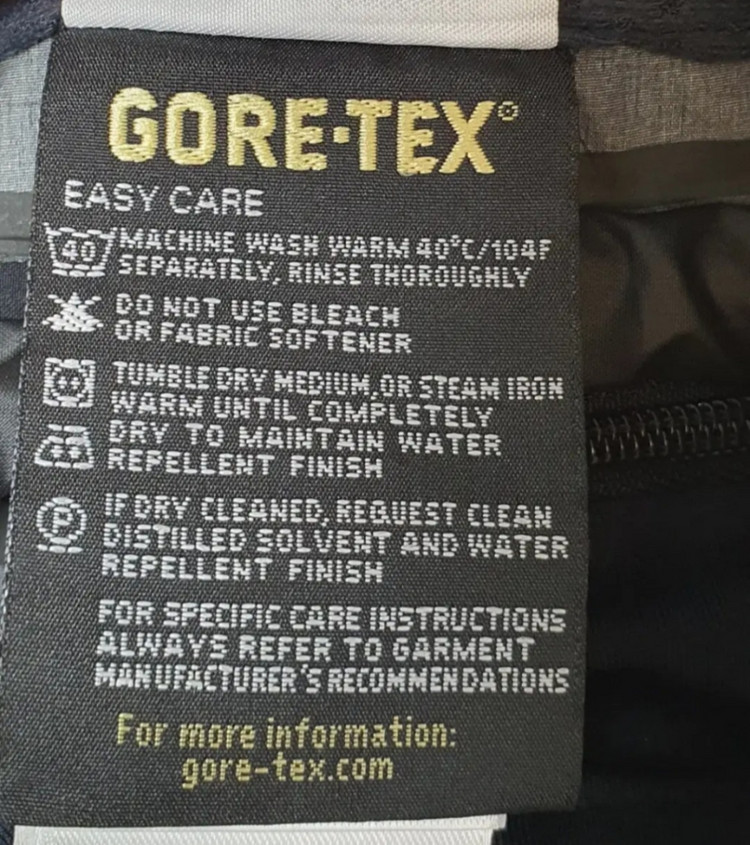 GORE-TEX®
EASY CARE
40 MACHINE WASH WARM 40°C/104F
SEPARATELY, RINSE THOROUGHLY
DO NOT USE BLEACH
OR FABRIC SOFTENER
TUMBLE DRY MEDIUM, OR STEAM IRON
WARM UNTIL COMPLETELY
DRY TO MAINTAIN WATER
REPELLENT FINISH
P IF DRY CLEANED, REQUEST CLEAN
DISTILLED SOLVENT AND WATER
REPELLENT FINISH
FOR SPECIFIC CARE INSTRUCTIONS
ALWAYS REFER TO GARMENT
MANUFACTURER'S RECOMMENDATIONS
For more information:
gore-tex.com